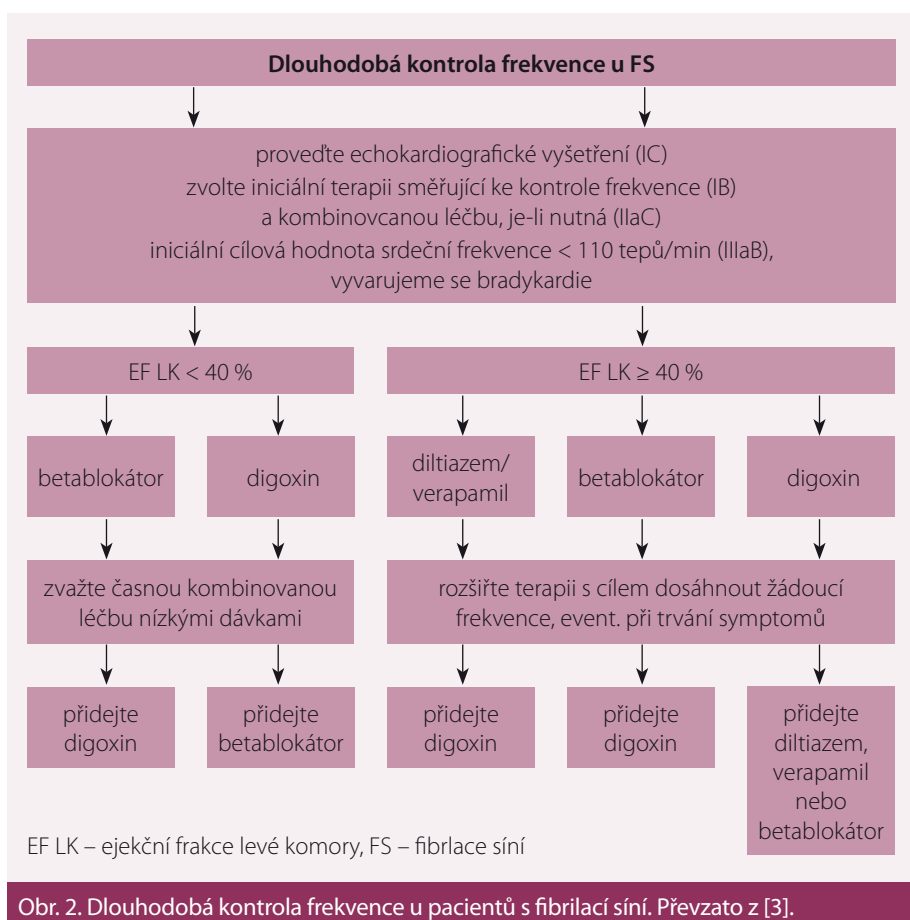 Dlouhodobá kontrola frekvence u FS
proveďte echokardiografické vyšetření (IC)
zvolte iniciální terapii směřující ke kontrole frekvence (IB)
a kombinovcanou léčbu, je-li nutná (IIaC)
iniciální cílová hodnota srdeční frekvence < 110 tepů/min (IIIaB),
vyvarujeme se bradykardie
EF LK < 40 %
EF LK ≥ 40 %
betablokátor
digoxin
diltiazem/
verapamil
betablokátor
digoxin
zvažte časnou kombinovanou
léčbu nízkými dávkami
rozšiřte terapii s cílem dosáhnout žádoucí
frekvence, event. při trvání symptomů
přidejte
digoxin
přidejte
betablokátor
přidejte
digoxin
přidejte
digoxin
přidejte
diltiazem,
verapamil
nebo
betablokátor
EF LK – ejekční frakce levé komory, FS – fibrlace síní
Obr. 2. Dlouhodobá kontrola frekvence u pacientů s fibrilací síní. Převzato z [3].